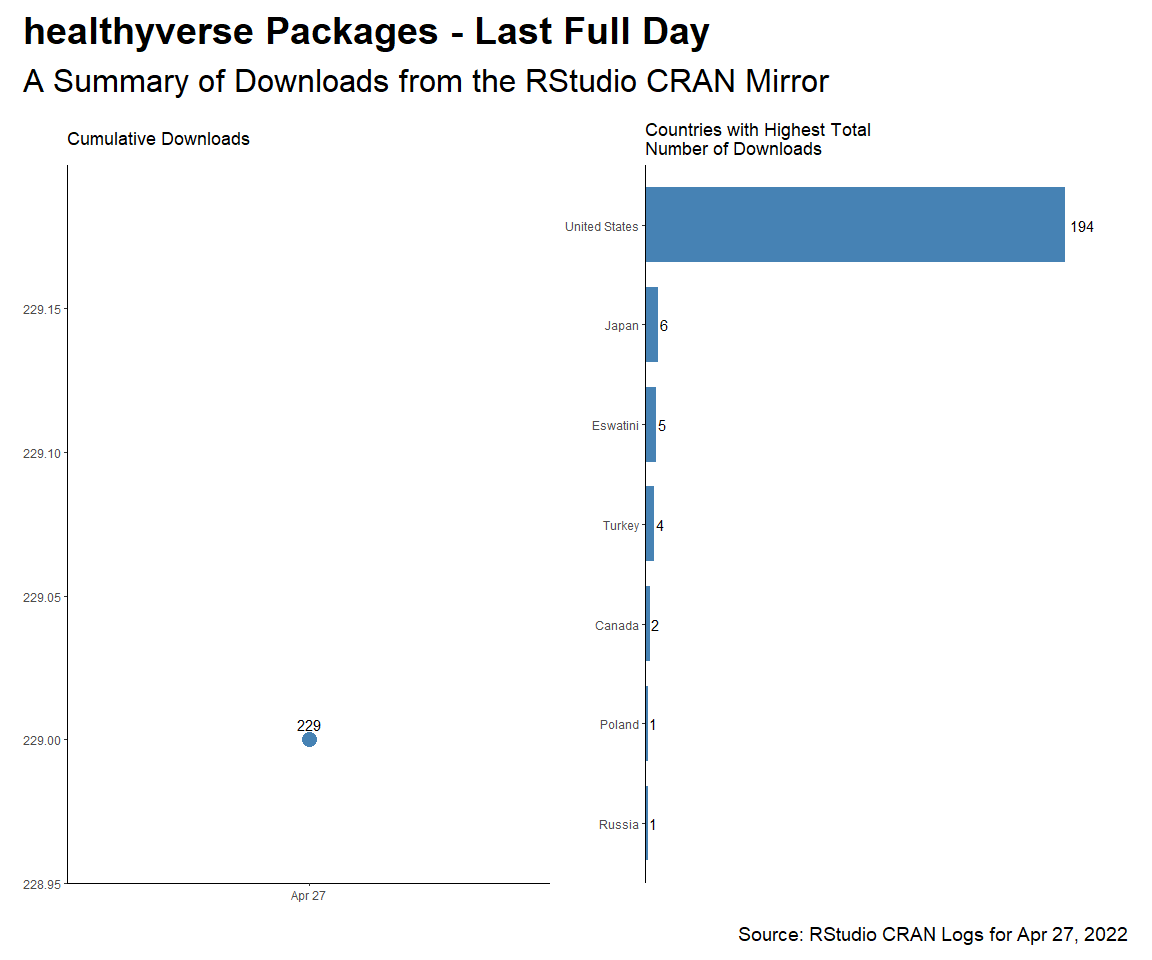 healthyverse Packages - Last Full Day
A Summary of Downloads from the RStudio CRAN Mirror
Cumulative Downloads
229.15
229.10
229.05
229.00
228.95
229
Apr 27
Countries with Highest Total
Number of Downloads
United States 194
Japan 6
Eswatini 5
Turkey 4
Canada 2
Poland 1
Russia 1
Source: RStudio CRAN Logs for Apr 27, 2022